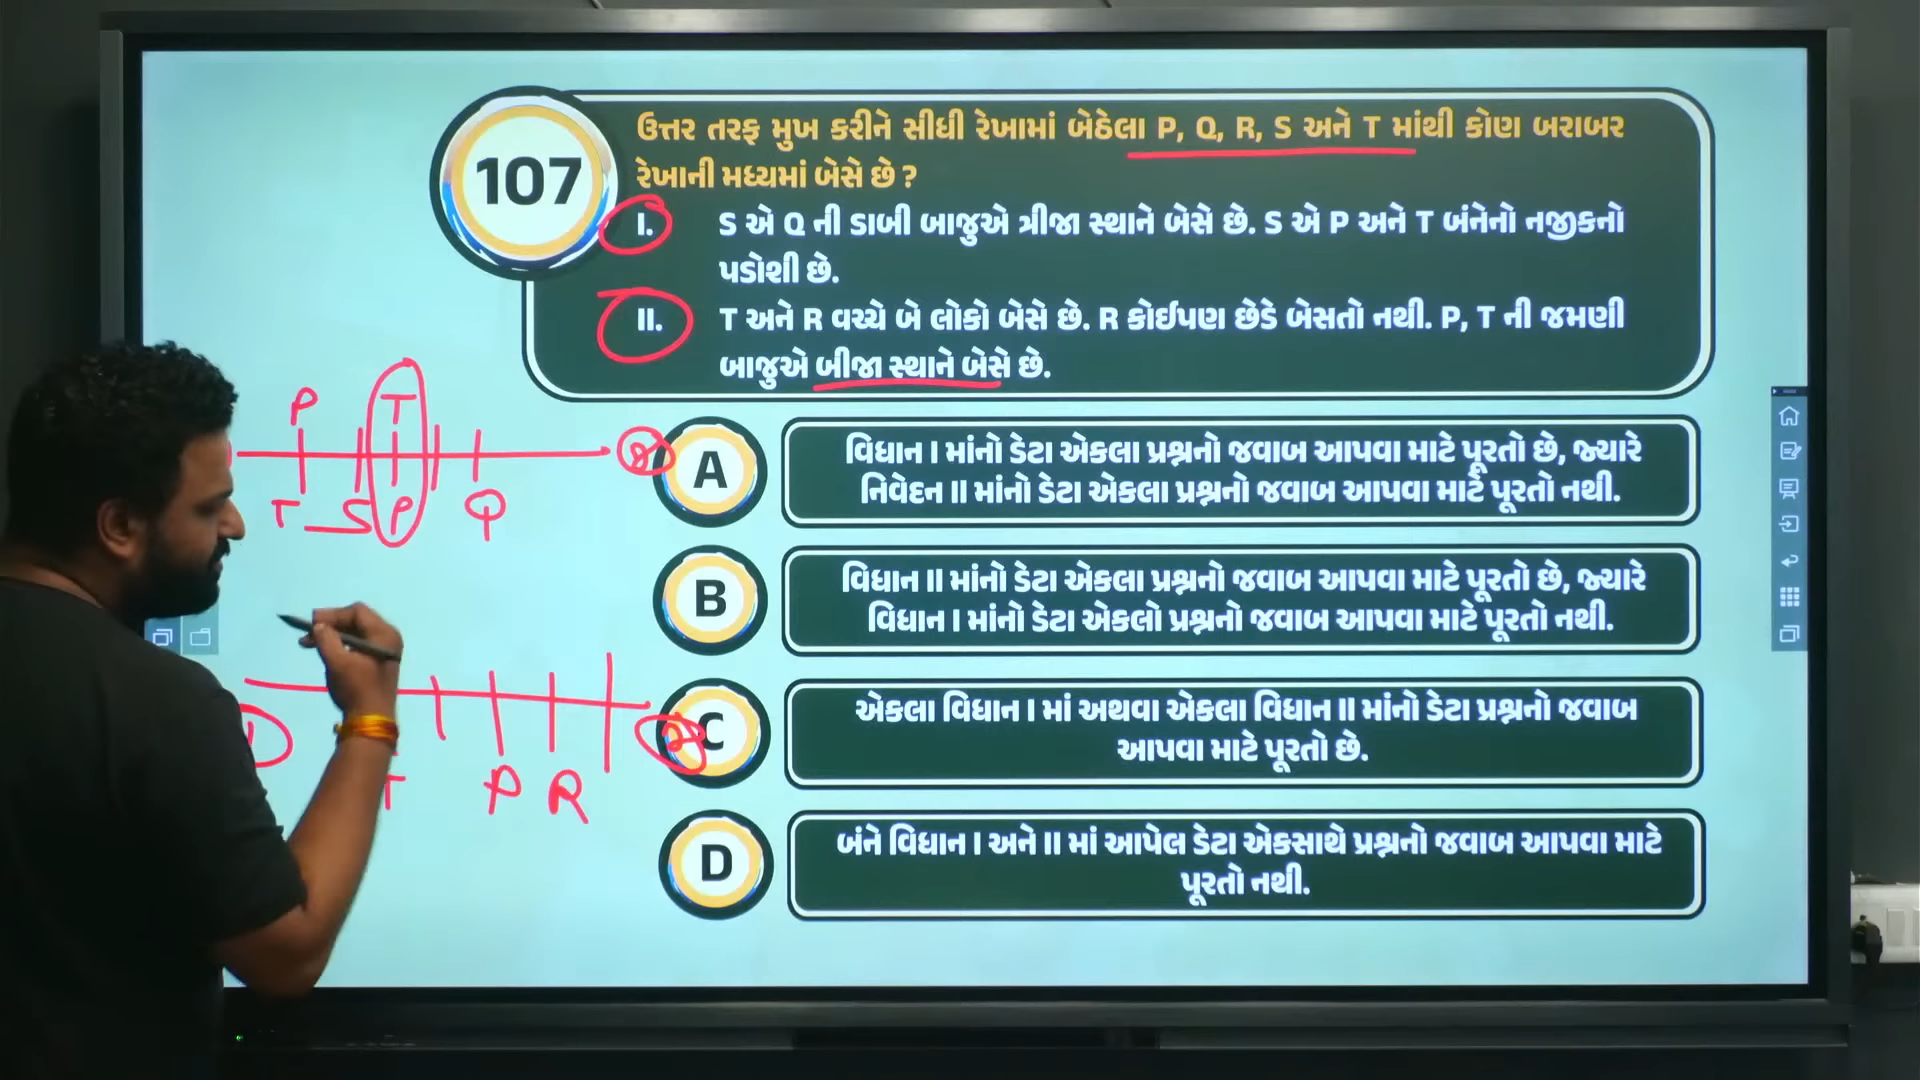 107
ઉત્તર તરફ મુખ કરીને સીધી રેખામાં બેઠેલા P, Q, R, S અને T માંથી કોણ બરાબર
રેખાની મધ્યમાં બેસે છે ?
I. S એ Q ની ડાબી બાજુએ ત્રીજા સ્થાને બેસે છે. S એ P અને T બંનેનો નજીકનો
પડોશી છે.
II. T અને R વચ્ચે બે લોકો બેસે છે. R કોઈપણ છેડે બેસતો નથી. P, T ની જમણી
બાજુએ બીજા સ્થાને બેસે છે.
P T
T S P Q
A વિધાન I માંનો ડેટા એકલા પ્રશ્નનો જવાબ આપવા માટે પૂરતો છે, જ્યારે
નિવેદન II માંનો ડેટા એકલા પ્રશ્નનો જવાબ આપવા માટે પૂરતો નથી.
B વિધાન II માંનો ડેટા એકલા પ્રશ્નનો જવાબ આપવા માટે પૂરતો છે, જ્યારે
વિધાન I માંનો ડેટા એકલો પ્રશ્નનો જવાબ આપવા માટે પૂરતો નથી.
C એકલા વિધાન I માં અથવા એકલા વિધાન II માંનો ડેટા પ્રશ્નનો જવાબ
આપવા માટે પૂરતો છે.
T P R
D બંને વિધાન I અને II માં આપેલ ડેટા એકસાથે પ્રશ્નનો જવાબ આપવા માટે
પૂરતો નથી.